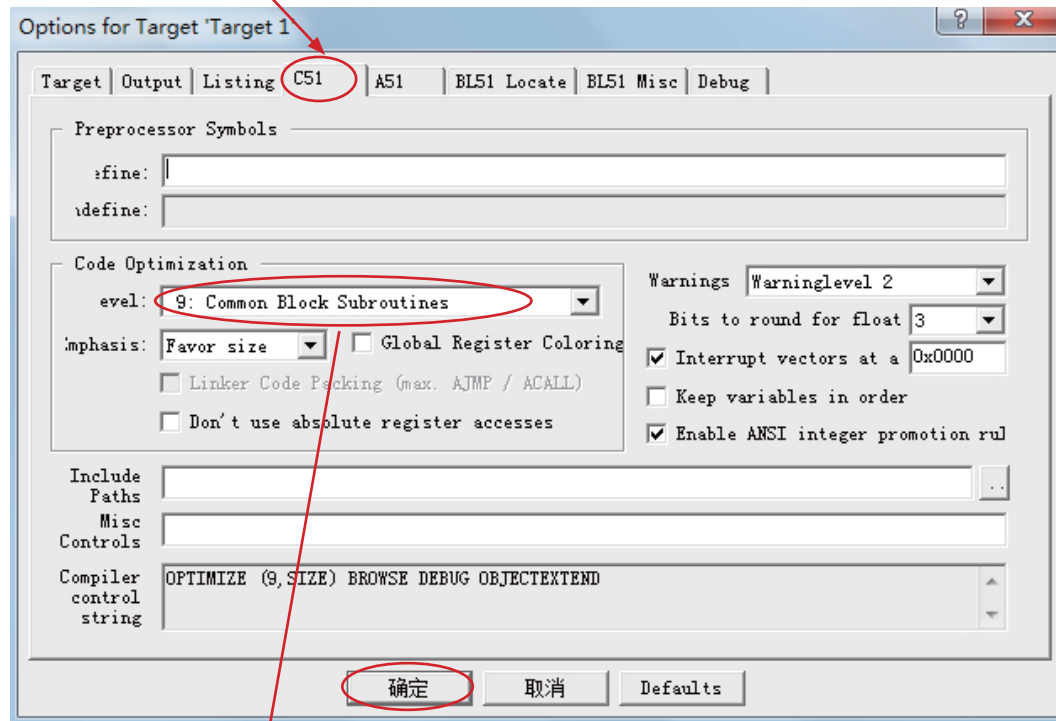 Options for Target 'Target 1'
Target Output Listing C51 A51 BL51 Locate BL51 Misc Debug
Preprocessor Symbols
efine:
ndefine:
Code Optimization
evel: 9: Common Block Subroutines
Emphasis: Favor size Global Register Coloring
Linker Code Packing (max. AJMP / ACALL)
Don't use absolute register accesses
Warnings Warninglevel 2
Bits to round for float 3
Interrupt vectors at a 0x0000
Keep variables in order
Enable ANSI integer promotion rul
Include
Paths
..
Misc
Controls
Compiler
control
string
OPTIMIZE (9,SIZE) BROWSE DEBUG OBJECTEXTEND
确定 取消 Defaults